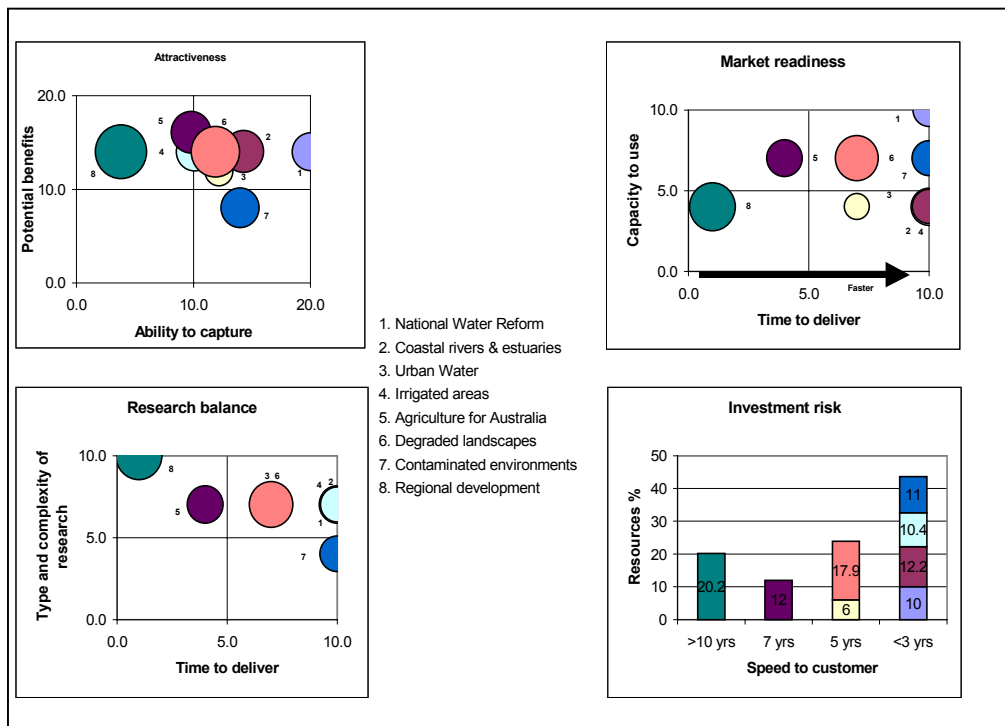 Attractiveness
Potential benefits
20.0
10.0
0.0
0.0
10.0
20.0
5
6
2
4
8
3
1
7
Ability to capture
Market readiness
Capacity to use
10.0
5.0
0.0
0.0
5.0
10.0
1
5
6
7
3
8
2 4
Faster
Time to deliver
1. National Water Reform
2. Coastal rivers & estuaries
3. Urban Water
4. Irrigated areas
5. Agriculture for Australia
6. Degraded landscapes
7. Contaminated environments
8. Regional development
Research balance
Type and complexity of
research
10.0
5.0
0.0
0.0
5.0
10.0
8
3 6
4 2
5
1
7
Time to deliver
Investment risk
Resources %
50
40
30
20
10
0
20.2
12
17.9
6
11
10.4
12.2
10
>10 yrs
7 yrs
5 yrs
<3 yrs
Speed to customer